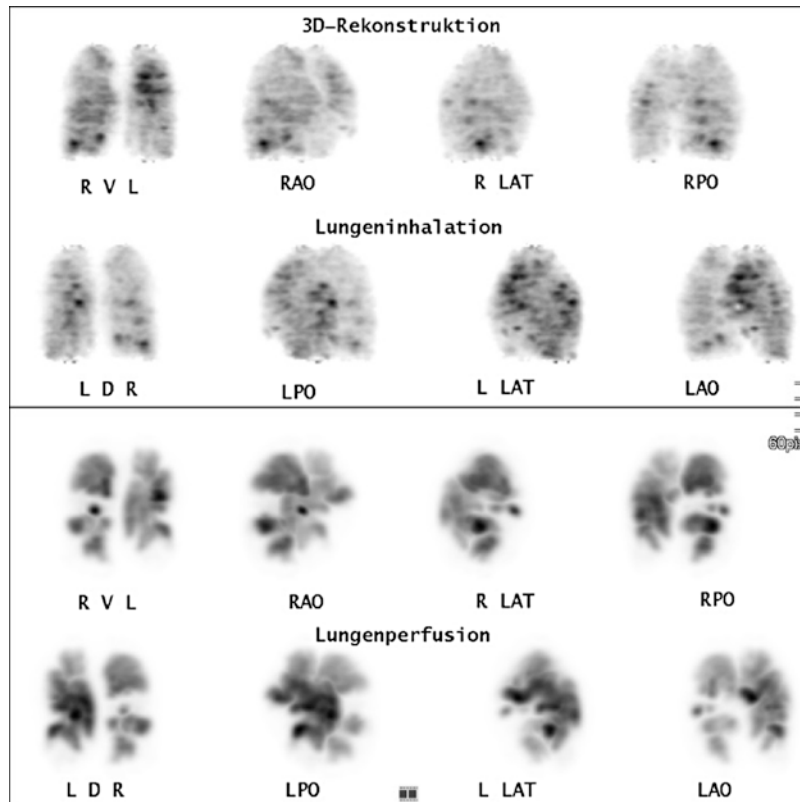 3D-Rekonstruktion
R V L RAO R LAT RPO
Lungeninhalation
L D R LPO L LAT LAO
R V L RAO R LAT RPO
Lungenperfusion
L D R LPO L LAT LAO